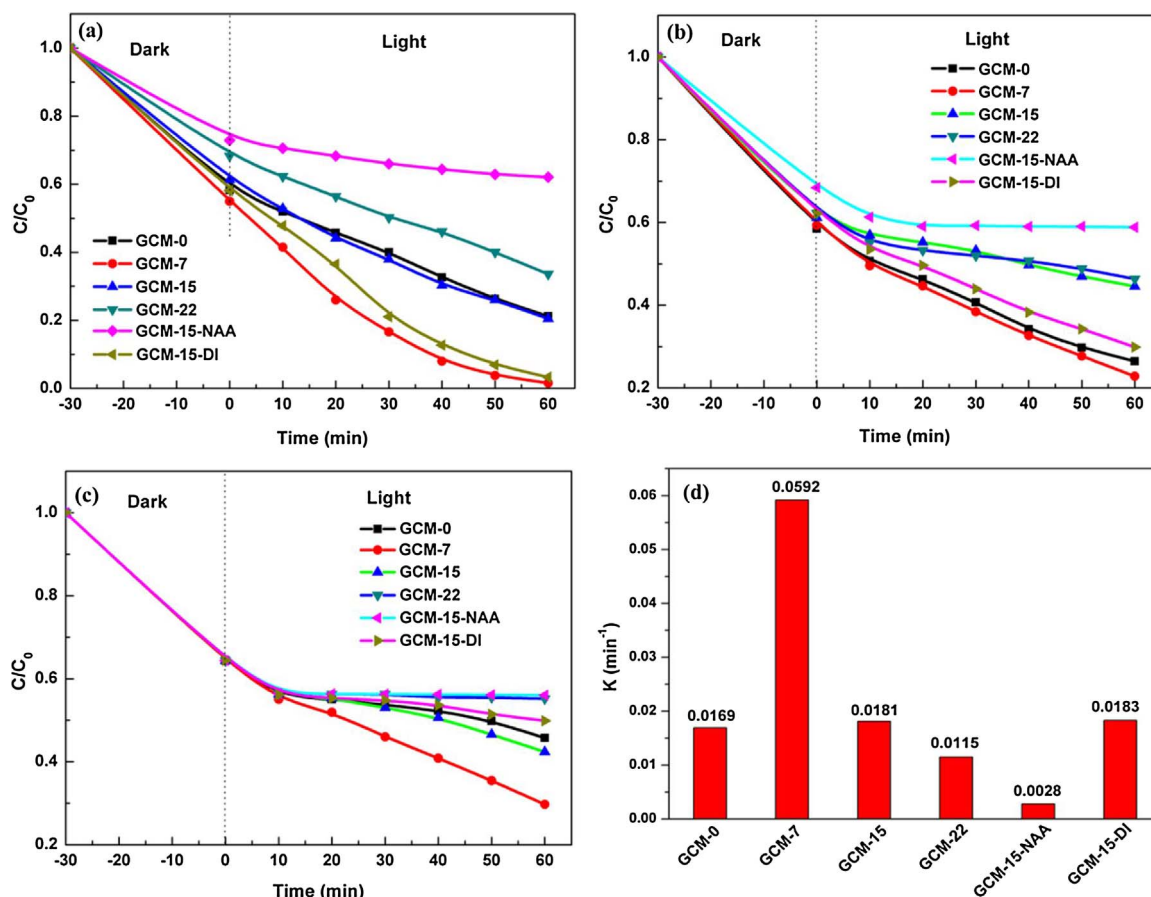 (a)
Dark
Light
1.0
0.8
0.6
0.4
0.2
0.0
C/C0
GCM-0
GCM-7
GCM-15
GCM-22
GCM-15-NAA
GCM-15-DI
-30 -20 -10 0 10 20 30 40 50 60
Time (min)
(b)
Dark
Light
1.0
0.8
0.6
0.4
0.2
C/C0
GCM-0
GCM-7
GCM-15
GCM-22
GCM-15-NAA
GCM-15-DI
-30 -20 -10 0 10 20 30 40 50 60
Time (min)
(c)
Dark
Light
1.0
0.8
0.6
0.4
0.2
C/C0
GCM-0
GCM-7
GCM-15
GCM-22
GCM-15-NAA
GCM-15-DI
-30 -20 -10 0 10 20 30 40 50 60
Time (min)
(d)
0.06
0.05
0.04
0.03
0.02
0.01
0.00
K (min-1)
0.0169
0.0592
0.0181
0.0115
0.0028
0.0183
GCM-0
GCM-7
GCM-15
GCM-22
GCM-15-NAA
GCM-15-DI